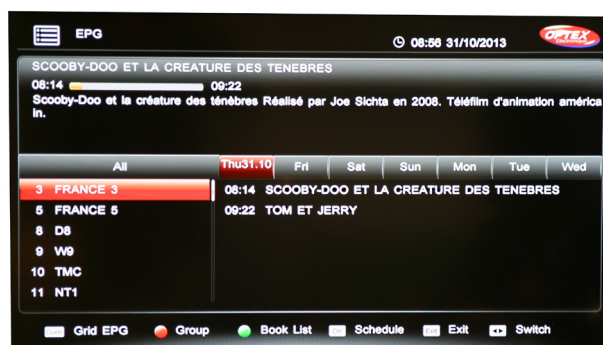 EPG
08:56 31/10/2013
OPTEX
SCOOBY-DOO ET LA CREATURE DES TENEBRES
08:14 09:22
Scooby-Doo et la créature des ténèbres Réalisé par Joe Sichta en 2008. Téléfilm d'animation américa
in.
All Thu31.10 Fri Sat Sun Mon Tue Wed
3 FRANCE 3 08:14 SCOOBY-DOO ET LA CREATURE DES TENEBRES
5 FRANCE 5 09:22 TOM ET JERRY
8 D8
9 W9
10 TMC
11 NT1
Grid EPG Group Book List OK Schedule Exit Exit Switch